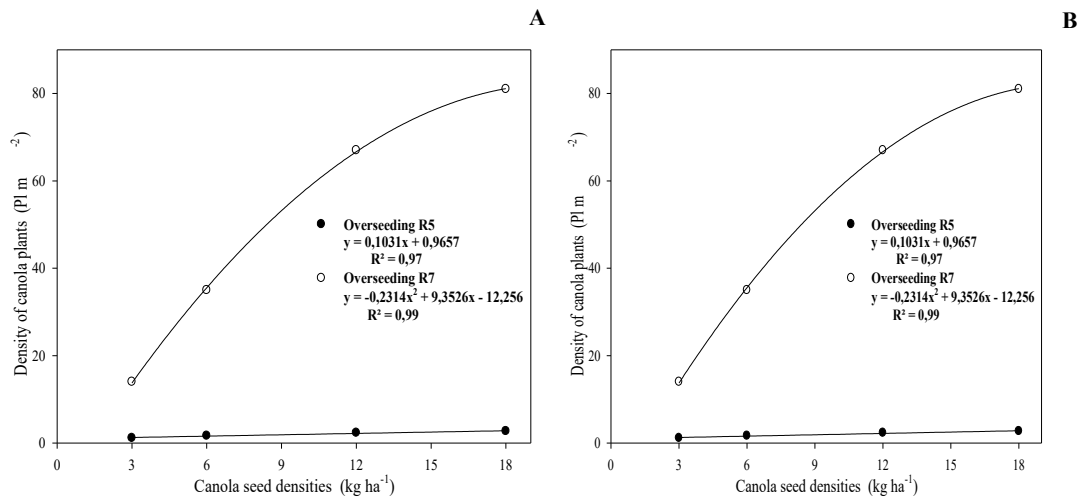 A
Density of canola plants (Pl m⁻²)
80
60
40
20
0
Overseeding R5
y = 0,1031x + 0,9657
R² = 0,97
Overseeding R7
y = -0,2314x² + 9,3526x - 12,256
R² = 0,99
0 3 6 9 12 15 18
Canola seed densities (kg ha⁻¹)
B
Density of canola plants (Pl m⁻²)
80
60
40
20
0
Overseeding R5
y = 0,1031x + 0,9657
R² = 0,97
Overseeding R7
y = -0,2314x² + 9,3526x - 12,256
R² = 0,99
0 3 6 9 12 15 18
Canola seed densities (kg ha⁻¹)